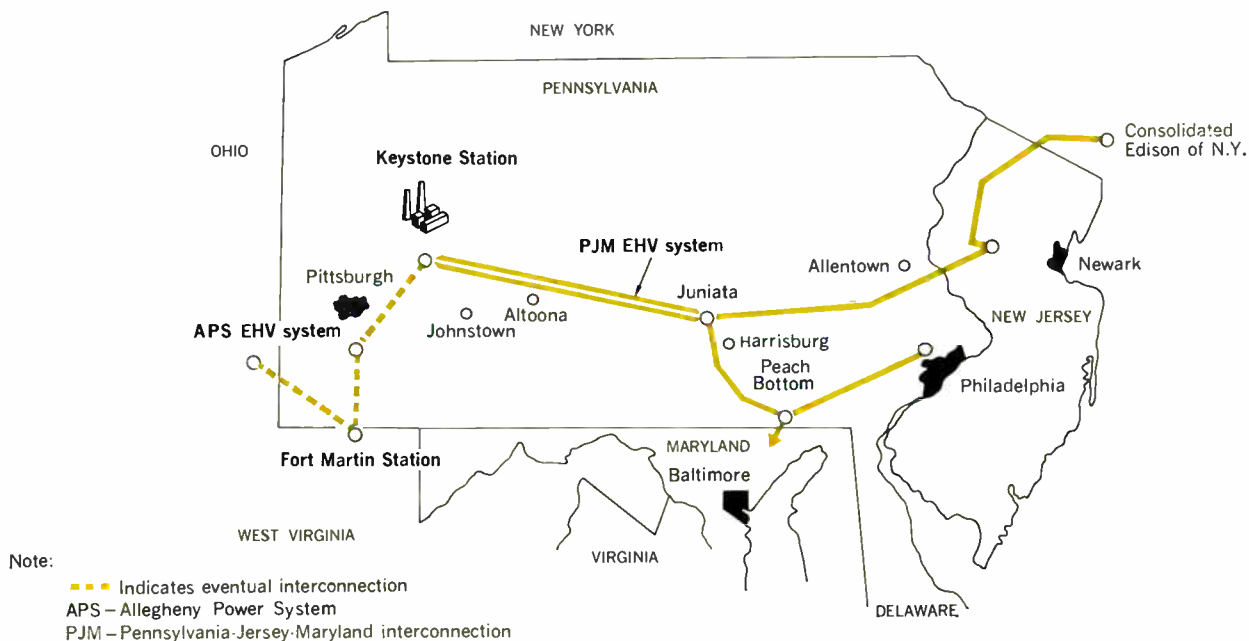 NEW YORK
PENNSYLVANIA
OHIO
Consolidated
Edison of N.Y.
Keystone Station
PJM EHV system
Allentown
Newark
Pittsburgh
Juniata
Altoona
Johnstown
NEW JERSEY
APS EHV system
Harrisburg
Peach
Bottom
Philadelphia
MARYLAND
Fort Martin Station
Baltimore
WEST VIRGINIA
VIRGINIA
DELAWARE
Note:
Indicates eventual interconnection
APS – Allegheny Power System
PJM – Pennsylvania-Jersey-Maryland interconnection